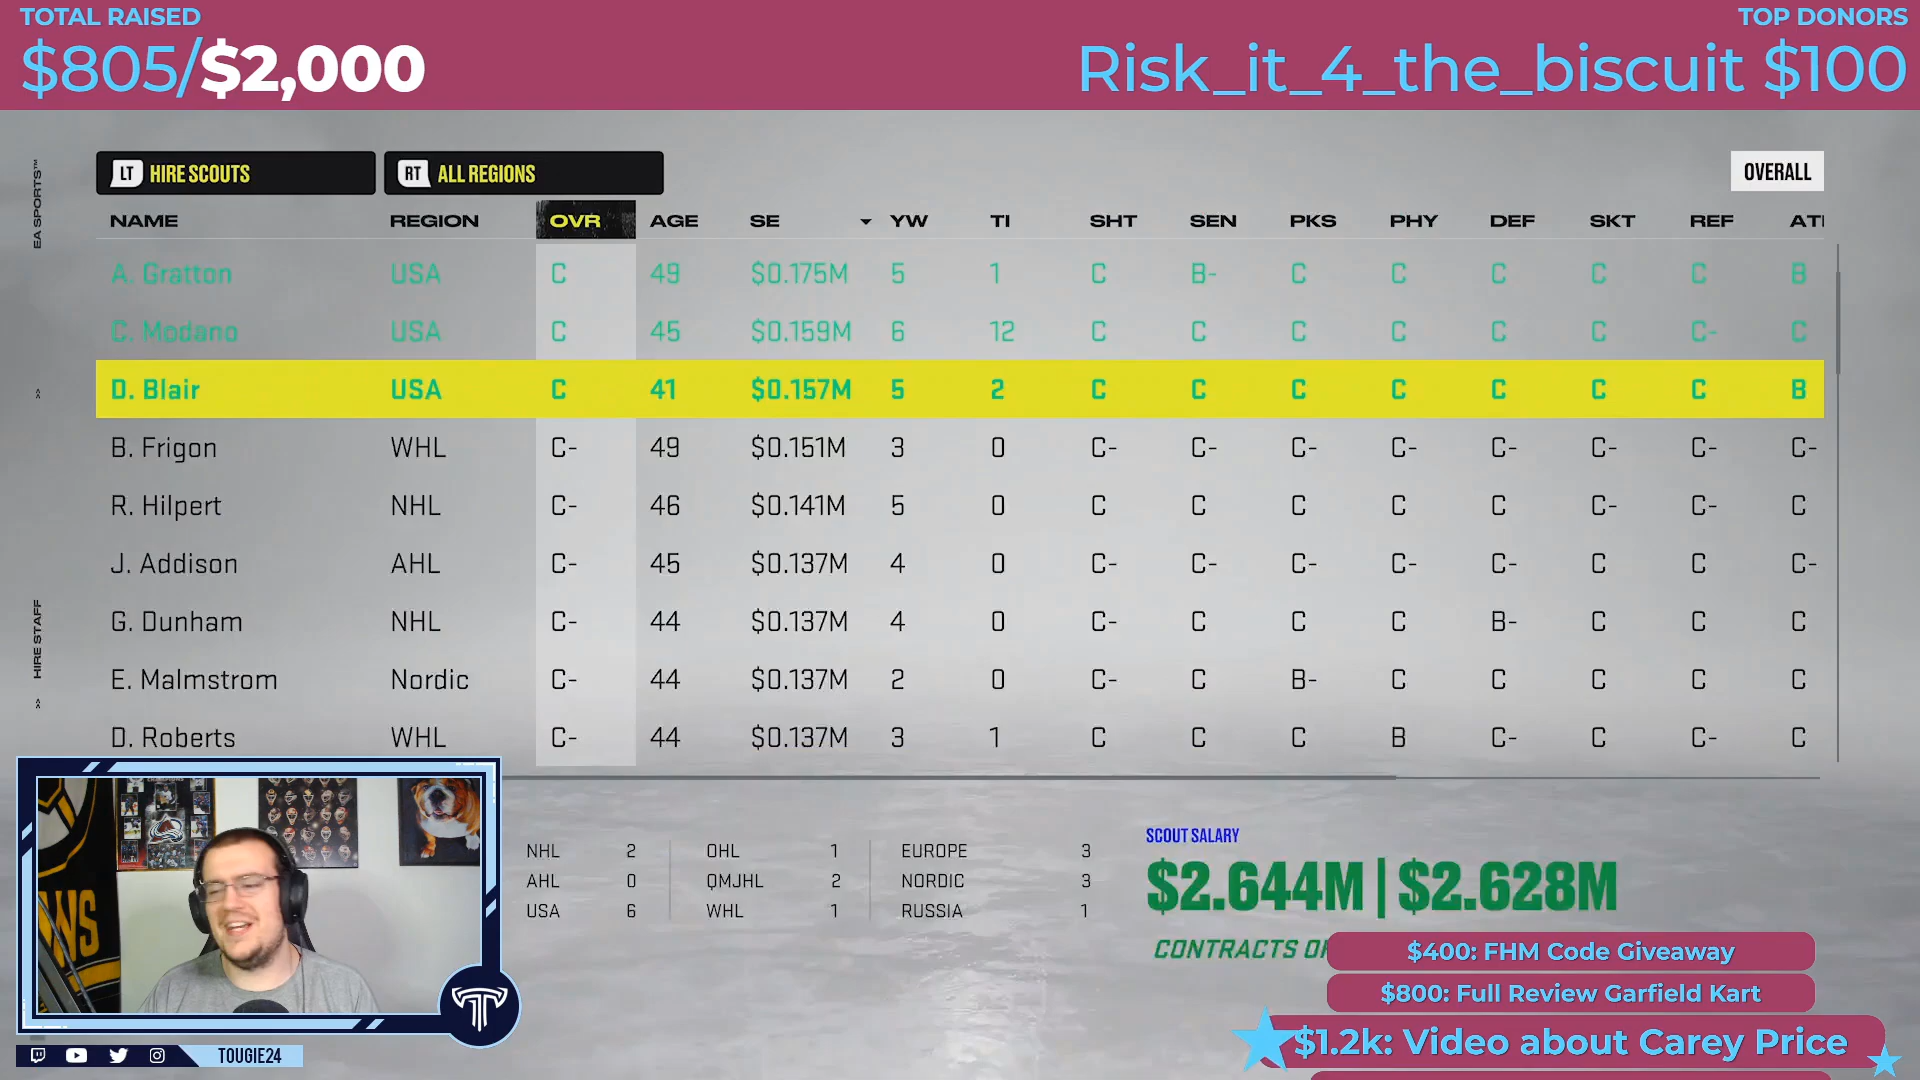 TOTAL RAISED
$805/$2,000
TOP DONORS
Risk_it_4_the_biscuit $100
EA SPORTS™
HIRE STAFF
LT HIRE SCOUTS
RT ALL REGIONS
OVERALL
NAME REGION OVR AGE SE YW TI SHT SEN PKS PHY DEF SKT REF
A. Gratton USA C 49 $0.175M 5 1 C B- C C C C C B
C. Modano USA C 45 $0.159M 6 12 C C C C C C C- C
D. Blair USA C 41 $0.157M 5 2 C C C C C C C B
B. Frigon WHL C- 49 $0.151M 3 0 C- C- C- C- C- C- C- C-
R. Hilpert NHL C- 46 $0.141M 5 0 C C C C C C- C- C
J. Addison AHL C- 45 $0.137M 4 0 C- C- C- C- C- C C C-
G. Dunham NHL C- 44 $0.137M 4 0 C- C C C B- C C C
E. Malmstrom Nordic C- 44 $0.137M 2 0 C- C B- C C C C C
D. Roberts WHL C- 44 $0.137M 3 1 C C C B C- C C- C
NHL 2 OHL 1 EUROPE 3
AHL 0 QMJHL 2 NORDIC 3
USA 6 WHL 1 RUSSIA 1
SCOUT SALARY
$2.644M | $2.628M
CONTRACTS
$400: FHM Code Giveaway
$800: Full Review Garfield Kart
$1.2k: Video about Carey Price
TOUGIE24